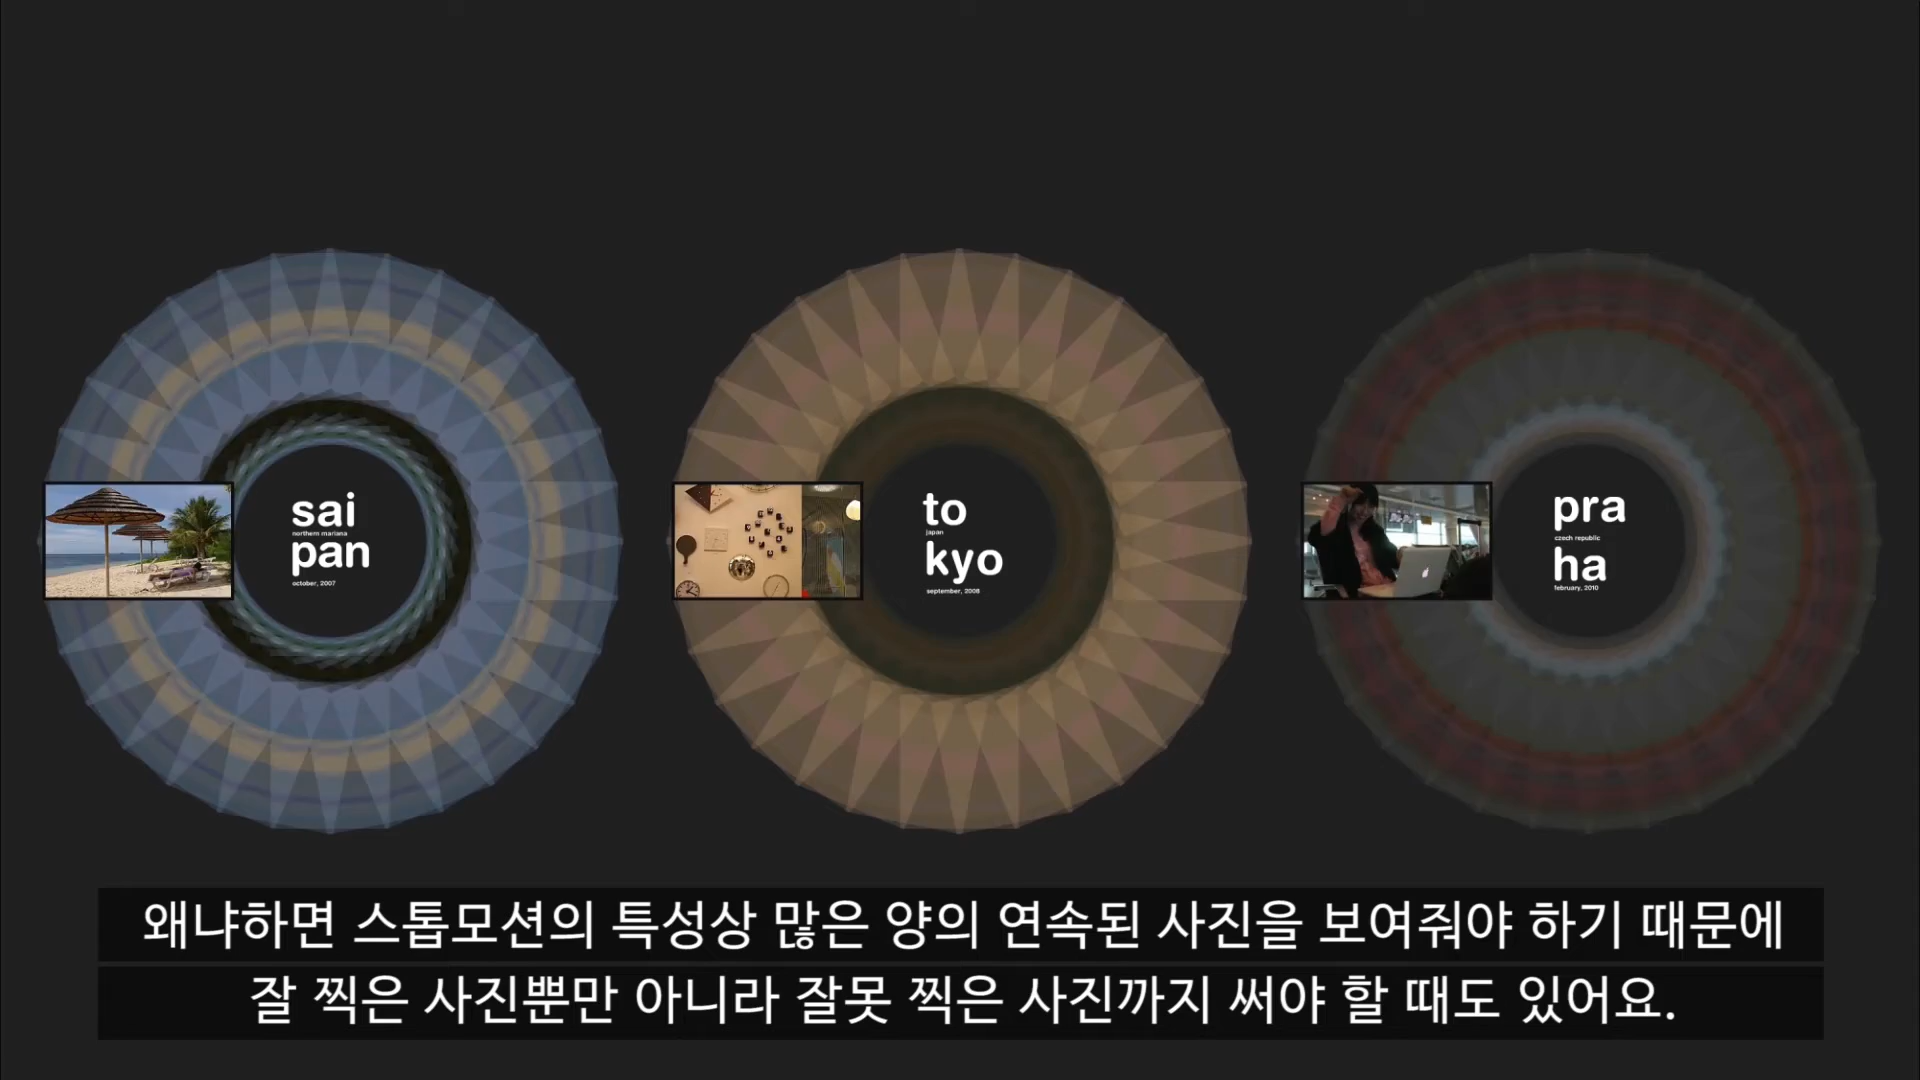 sai
northern mariana
pan
october, 2007
to
japan
kyo
september, 2008
pra
czech republic
ha
february, 2010
왜냐하면 스톱모션의 특성상 많은 양의 연속된 사진을 보여줘야 하기 때문에
잘 찍은 사진뿐만 아니라 잘못 찍은 사진까지 써야 할 때도 있어요.